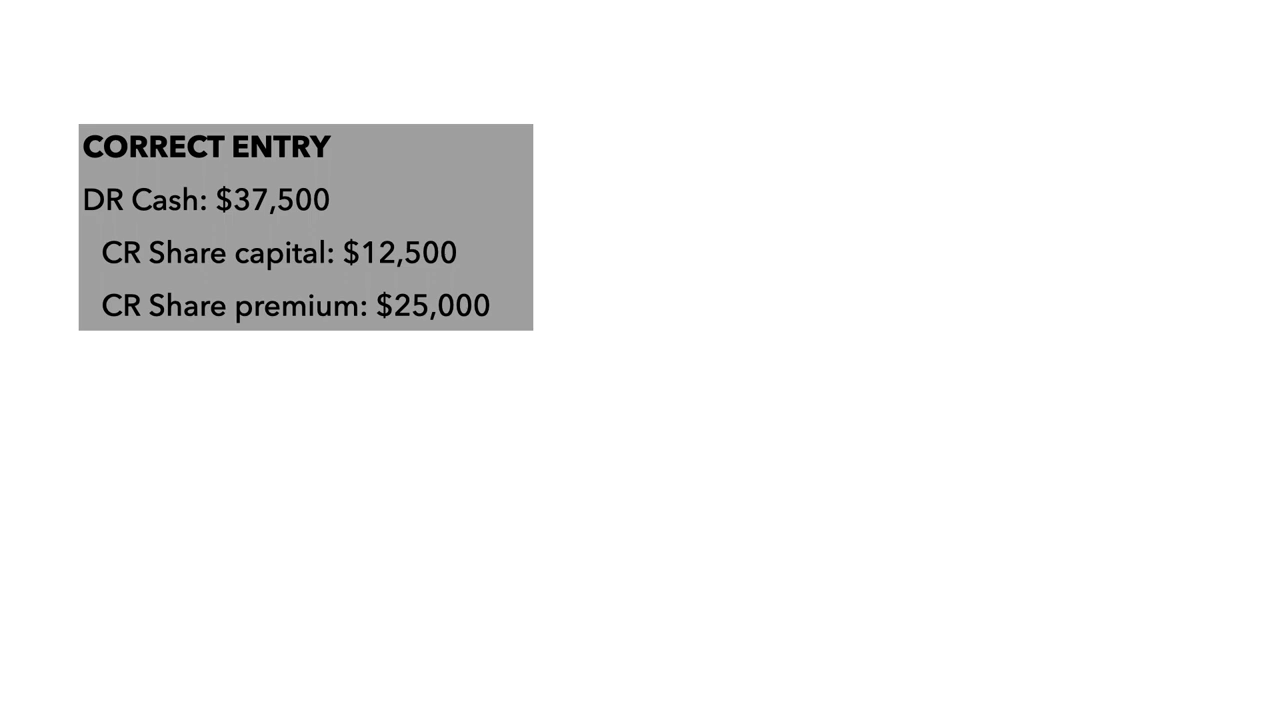 CORRECT ENTRY
DR Cash: $37,500
CR Share capital: $12,500
CR Share premium: $25,000